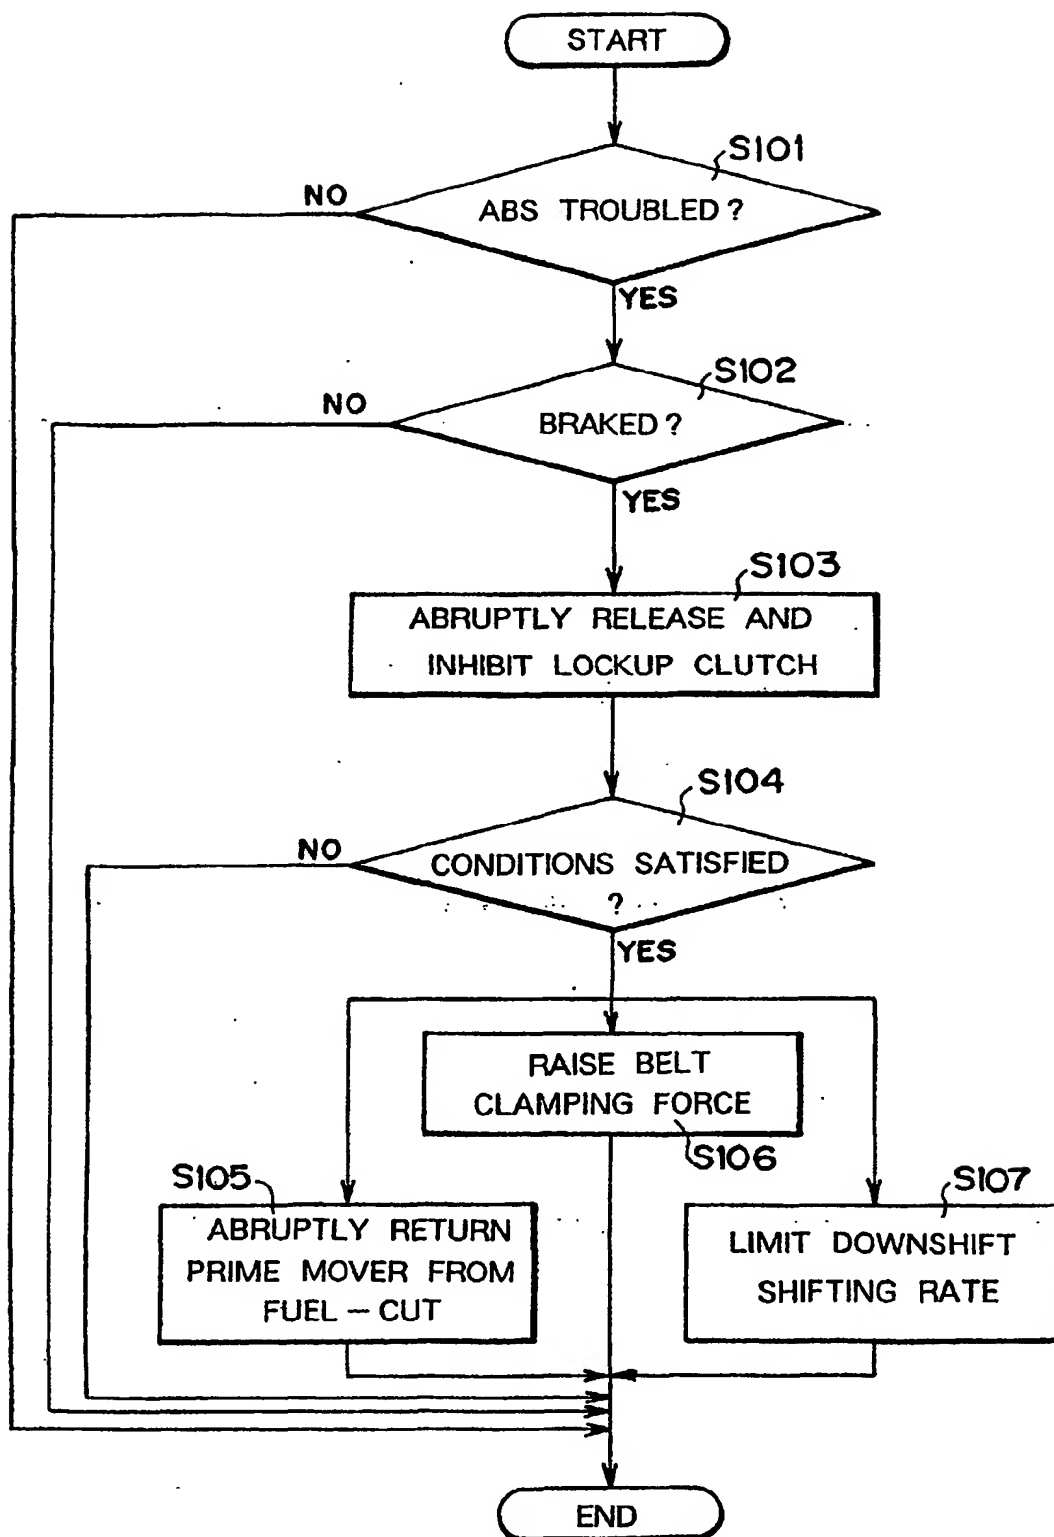 START
S101
NO
ABS TROUBLED?
YES
S102
NO
BRAKED?
YES
S103
ABRUPTLY RELEASE AND
INHIBIT LOCKUP CLUTCH
S104
NO
CONDITIONS SATISFIED
?
YES
RAISE BELT
CLAMPING FORCE
S106
S105
ABRUPTLY RETURN
PRIME MOVER FROM
FUEL-CUT
S107
LIMIT DOWNSHIFT
SHIFTING RATE
END